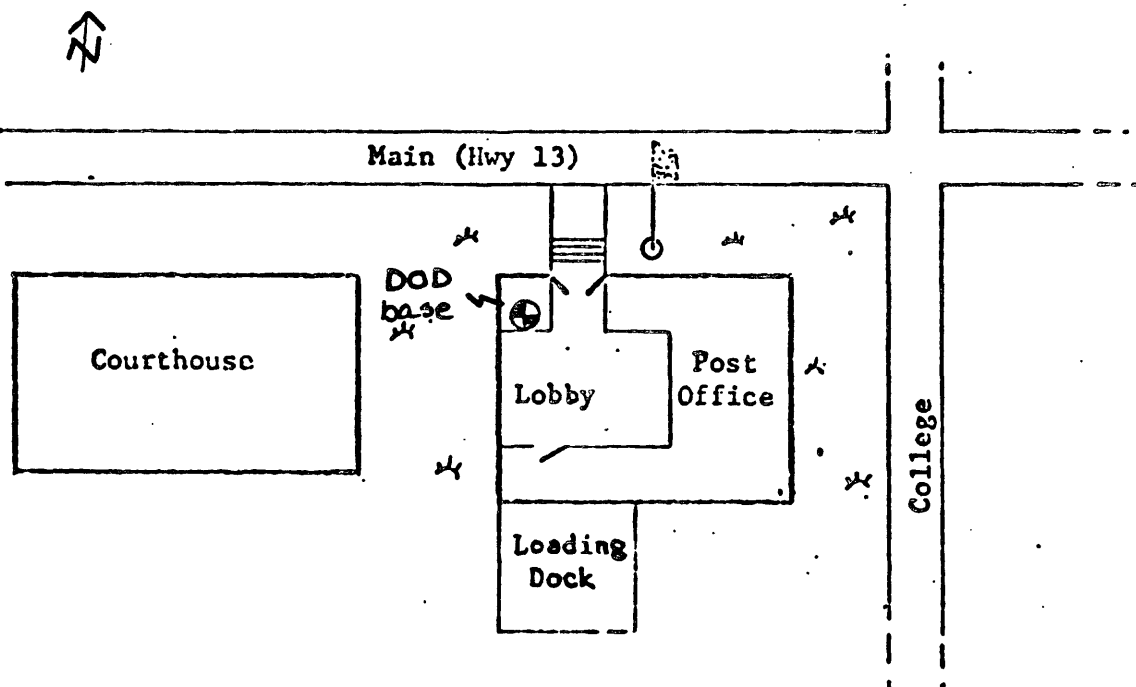 N
Main (Hwy 13)
DOD
base
Courthouse
Lobby
Post
Office
College
Loading
Dock